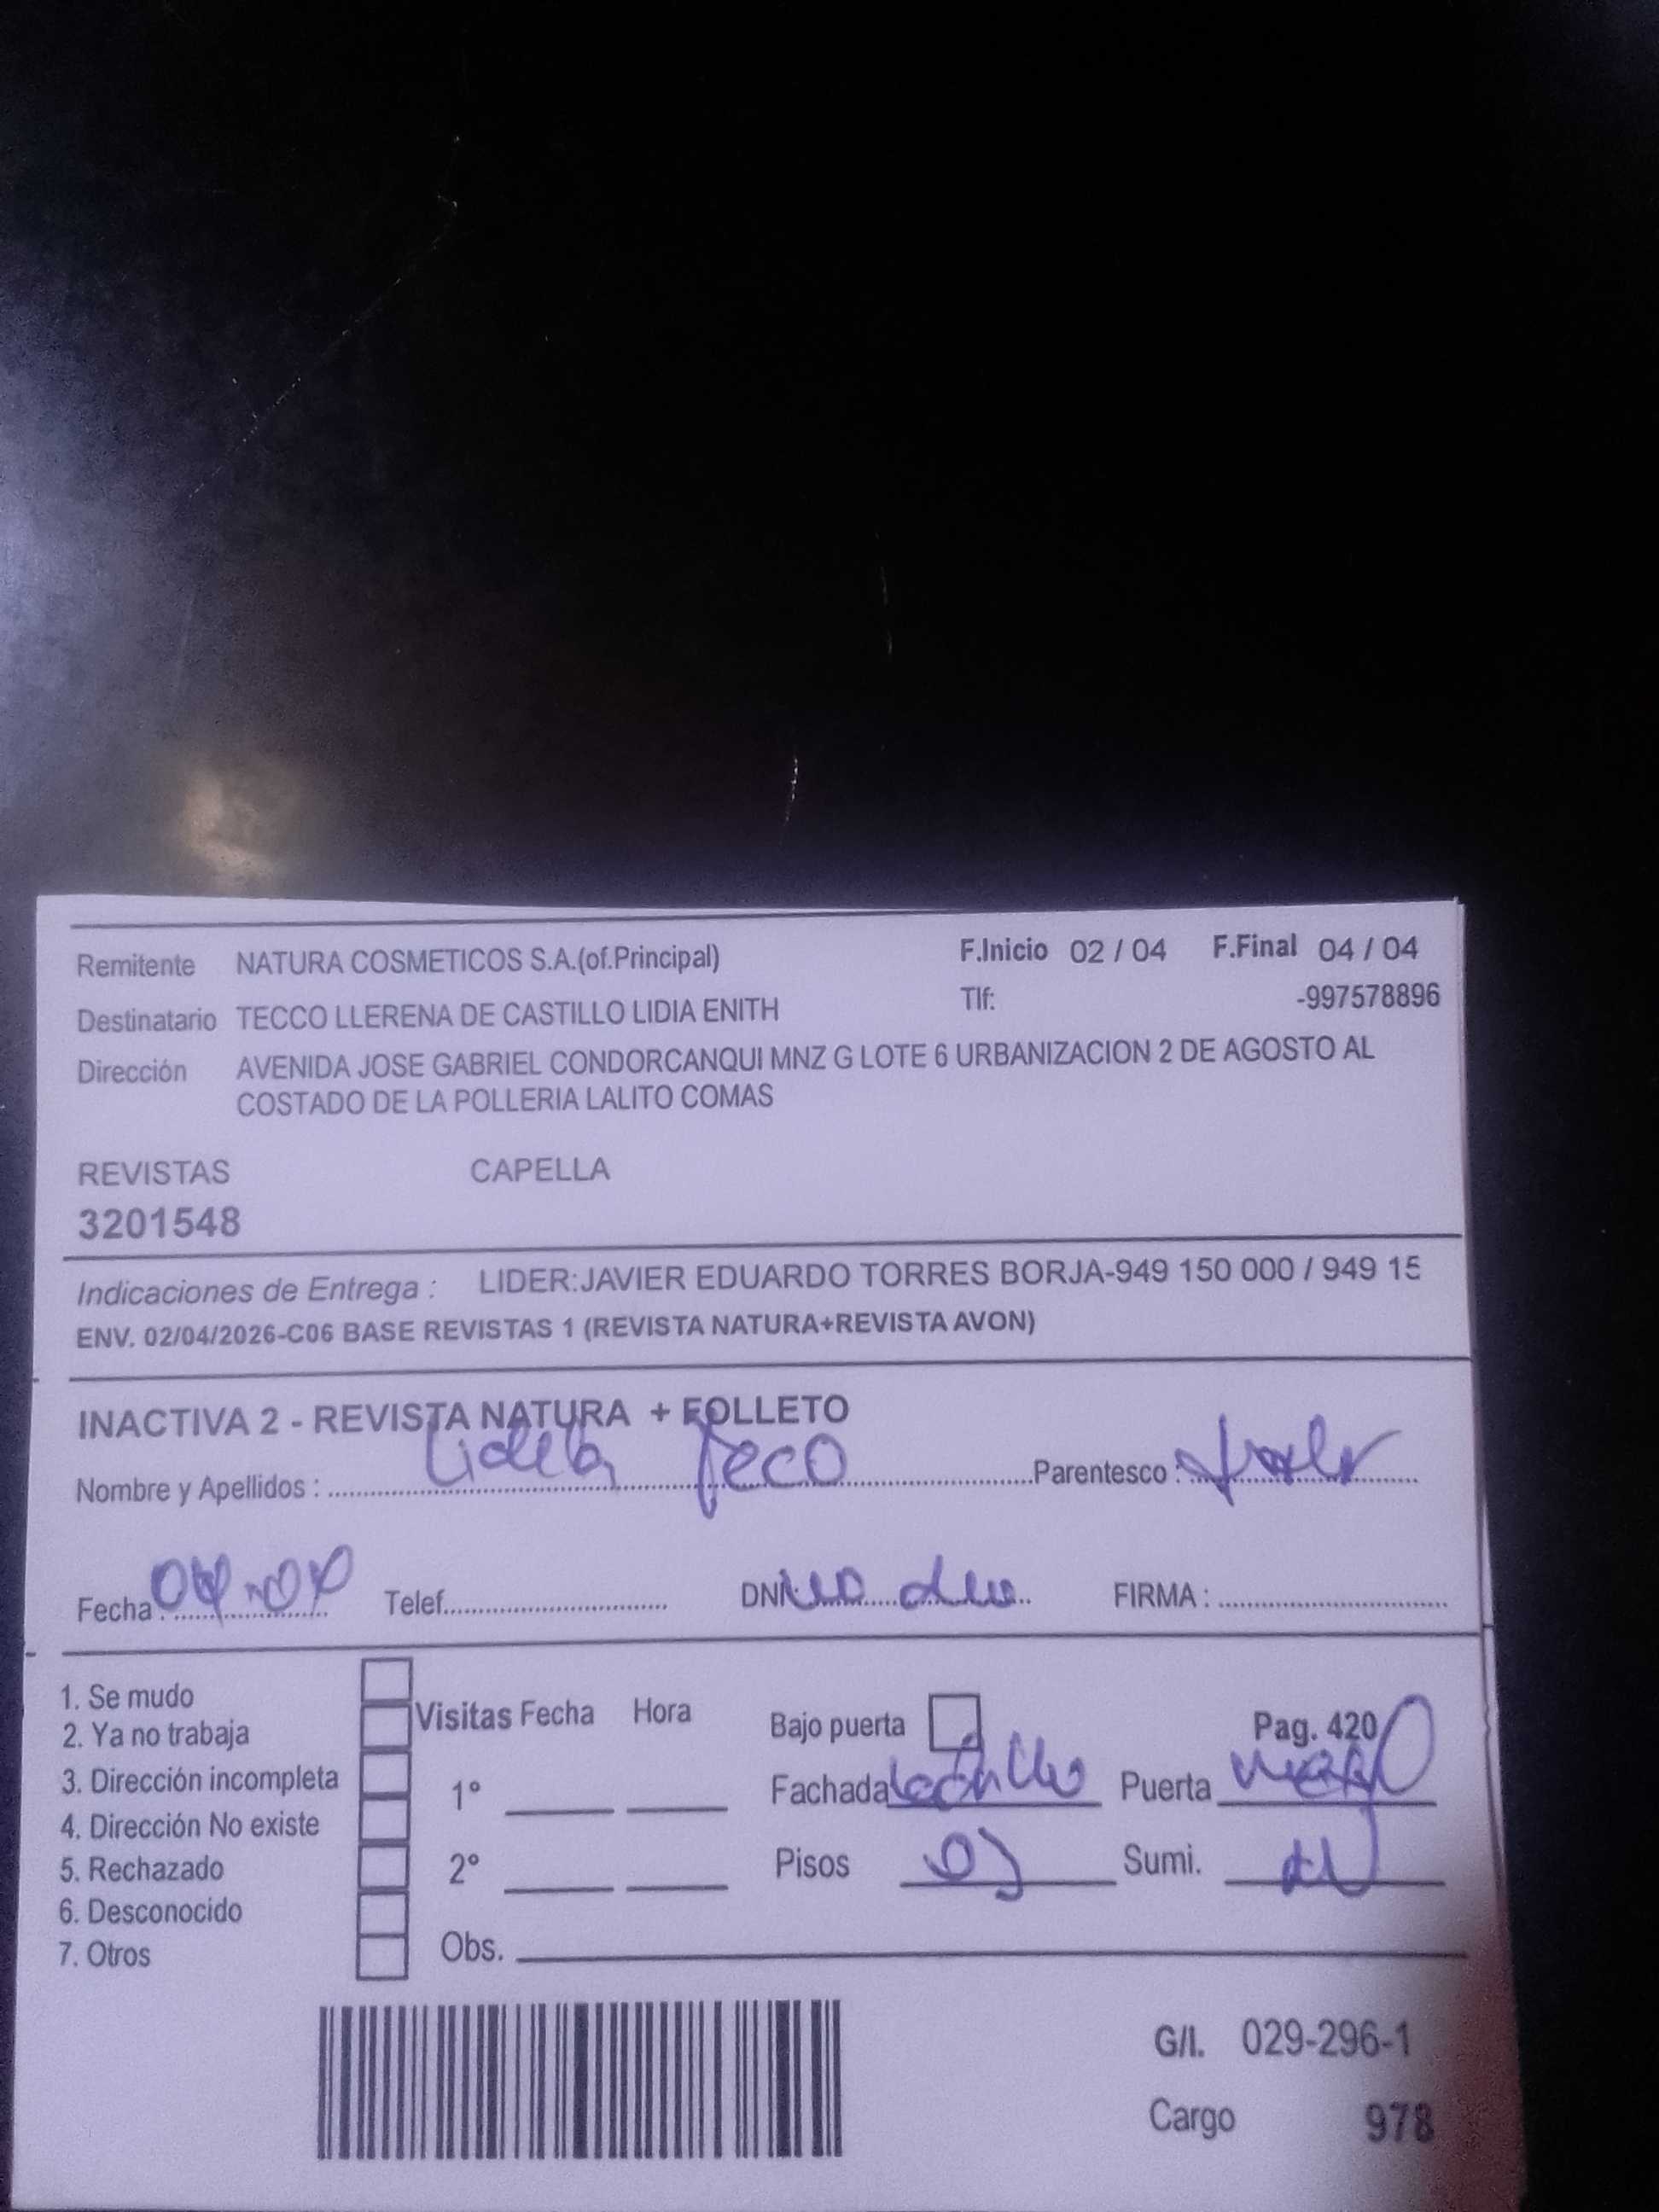 Remitente NATURA COSMETICOS S.A.(of.Principal) F.Inicio 02 / 04 F.Final 04 / 04
Destinatario TECCO LLERENA DE CASTILLO LIDIA ENITH Tlf: -997578896
Dirección AVENIDA JOSE GABRIEL CONDORCANQUI MNZ G LOTE 6 URBANIZACION 2 DE AGOSTO AL
COSTADO DE LA POLLERIA LALITO COMAS
REVISTAS CAPELLA
3201548
Indicaciones de Entrega : LIDER:JAVIER EDUARDO TORRES BORJA-949 150 000 / 949 15
ENV. 02/04/2026-C06 BASE REVISTAS 1 (REVISTA NATURA+REVISTA AVON)
INACTIVA 2 - REVISTA NATURA + FOLLETO
Nombre y Apellidos : Teco Parentesco :
Fecha : Telef. DNI: FIRMA :
1. Se mudo
2. Ya no trabaja
3. Dirección incompleta
4. Dirección No existe
5. Rechazado
6. Desconocido
7. Otros
Visitas Fecha Hora
1°
2°
Obs.
Bajo puerta Pag. 420
Fachada Puerta
Pisos Sumi.
G/I. 029-296-1
Cargo 978